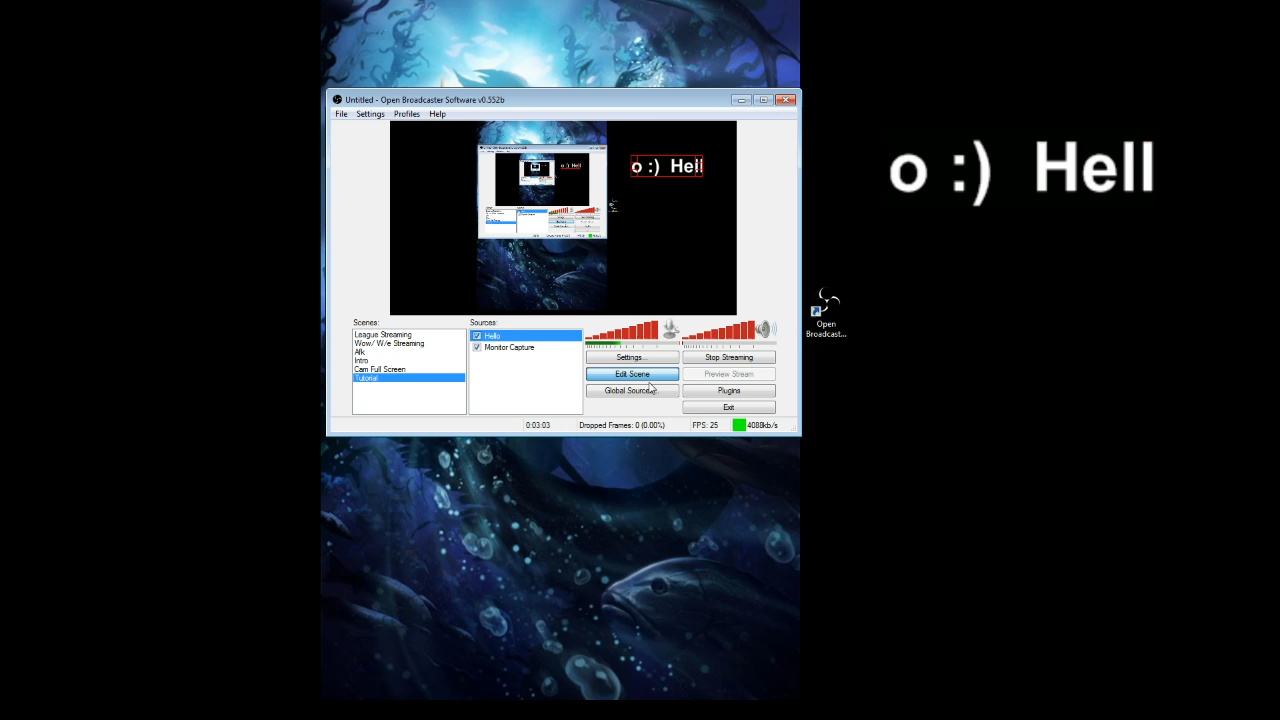 Untitled - Open Broadcaster Software v0.552b
File Settings Profiles Help
o :) Hell
o :) Hell
Open
Broadcast...
Scenes:
League Streaming
Wow/ W/e Streaming
Afk
Intro
Cam Full Screen
Tutorial
Sources:
Hello
Monitor Capture
Settings...
Stop Streaming
Edit Scene
Preview Stream
Global Source
Plugins
Exit
0:03:03
Dropped Frames: 0 (0.00%)
FPS: 25
4088kb/s